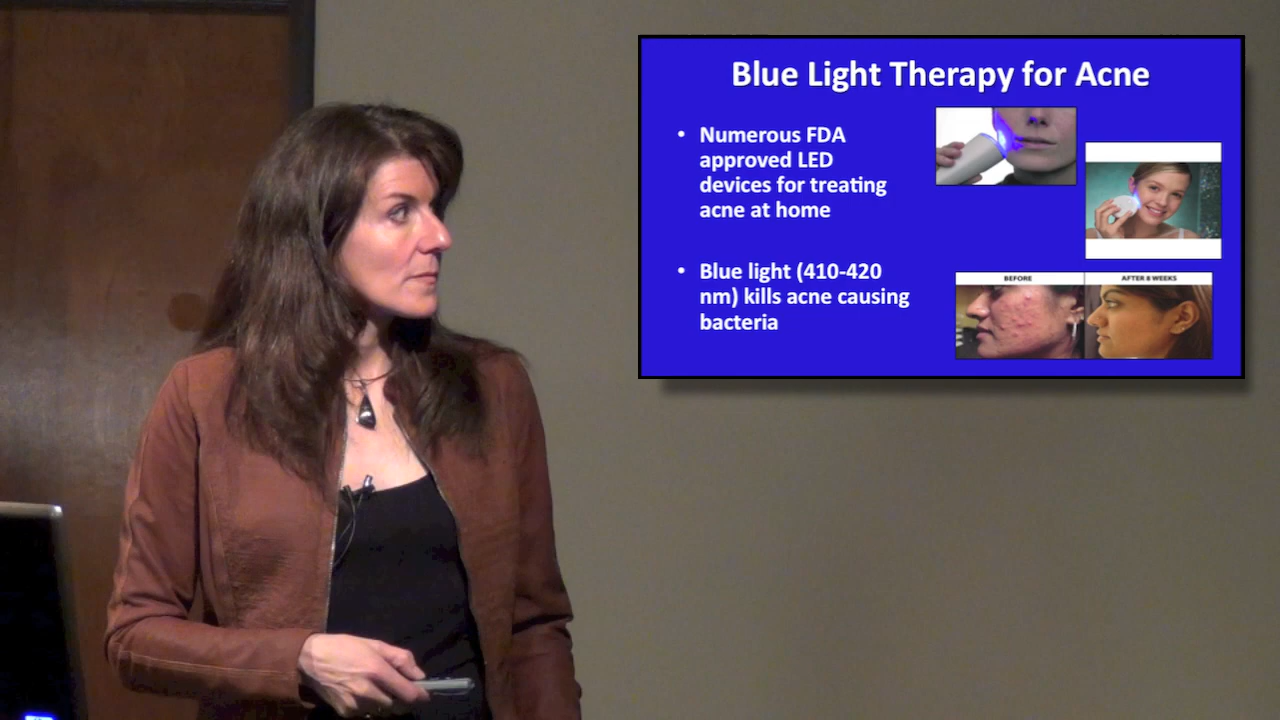 Blue Light Therapy for Acne
• Numerous FDA
approved LED
devices for treating
acne at home
• Blue light (410-420
nm) kills acne causing
bacteria
BEFORE
AFTER 8 WEEKS